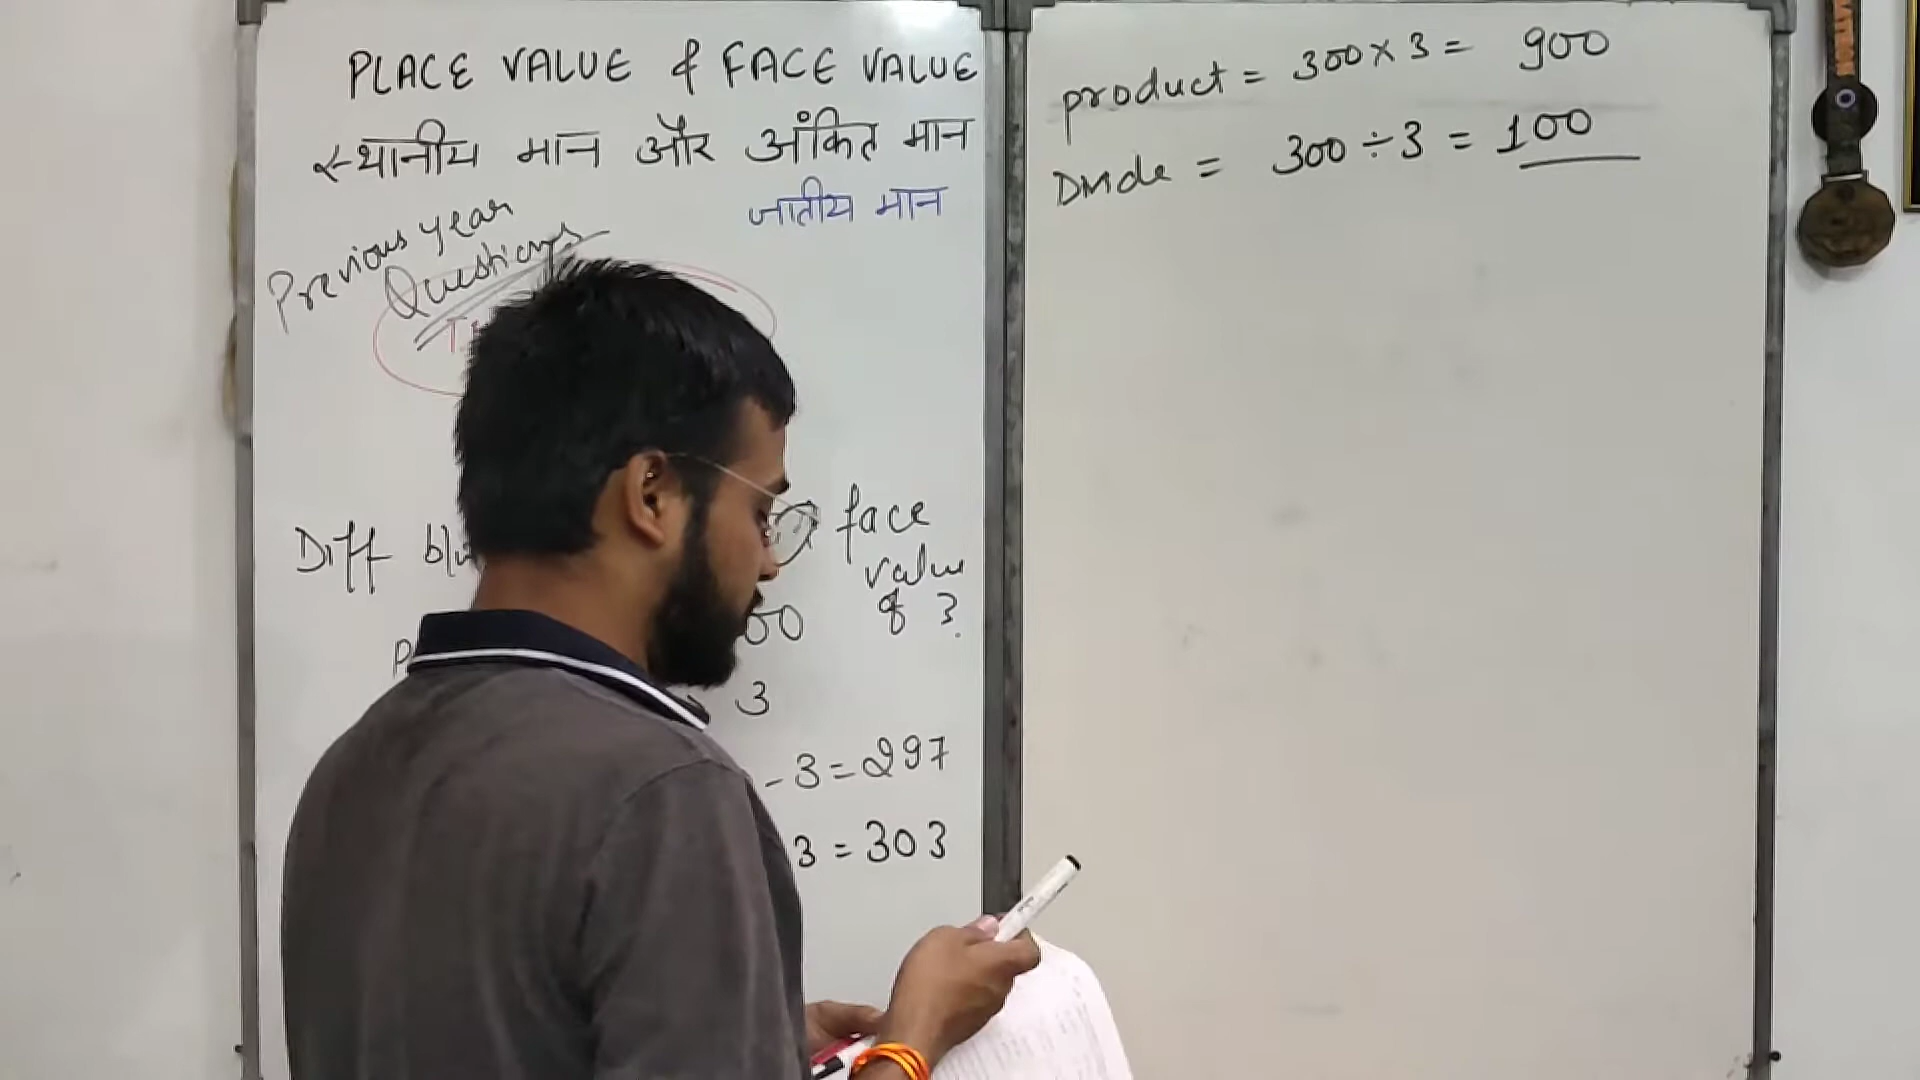 PLACE VALUE & FACE VALUE
स्थानीय मान और अंकित मान
जातीय मान
Previous year
Questions
Diff b/w
face
value
of 3
3
- 3 = 297
3 = 303
product = 300 × 3 = 900
Divide = 300 ÷ 3 = 100